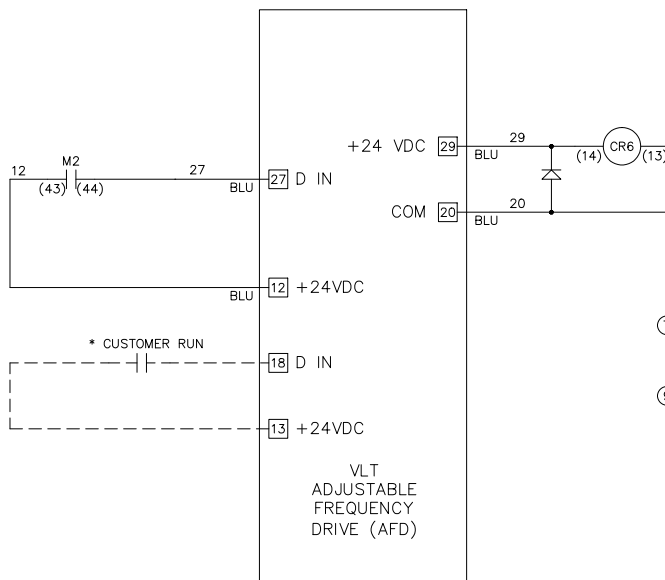 +24 VDC 29 29 CR6
BLU (14) (13)
12 M2 27 27 D IN
(43) (44) BLU
COM 20 20
BLU
12 +24VDC
BLU
* CUSTOMER RUN
18 D IN
13 +24VDC
VLT
ADJUSTABLE
FREQUENCY
DRIVE (AFD)